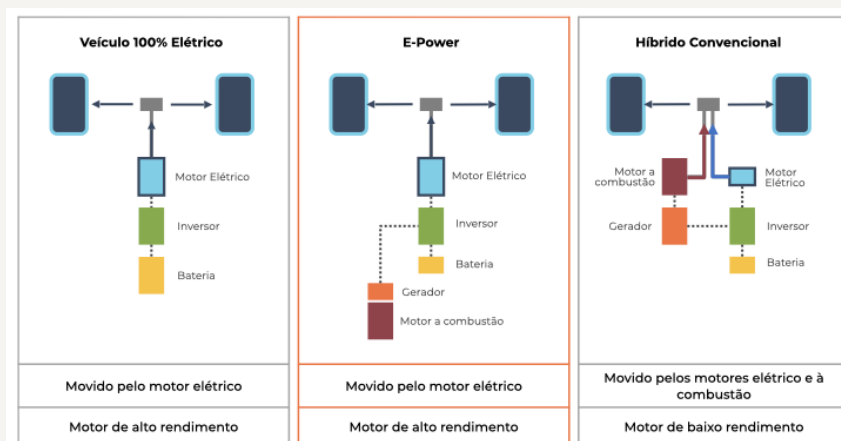 Veículo 100% Elétrico
Motor Elétrico
Inversor
Bateria
Movido pelo motor elétrico
Motor de alto rendimento
E-Power
Motor Elétrico
Inversor
Bateria
Gerador
Motor a combustão
Movido pelo motor elétrico
Motor de alto rendimento
Híbrido Convencional
Motor a
combustão
Motor
Elétrico
Gerador
Inversor
Bateria
Movido pelos motores elétrico e à
combustão
Motor de baixo rendimento